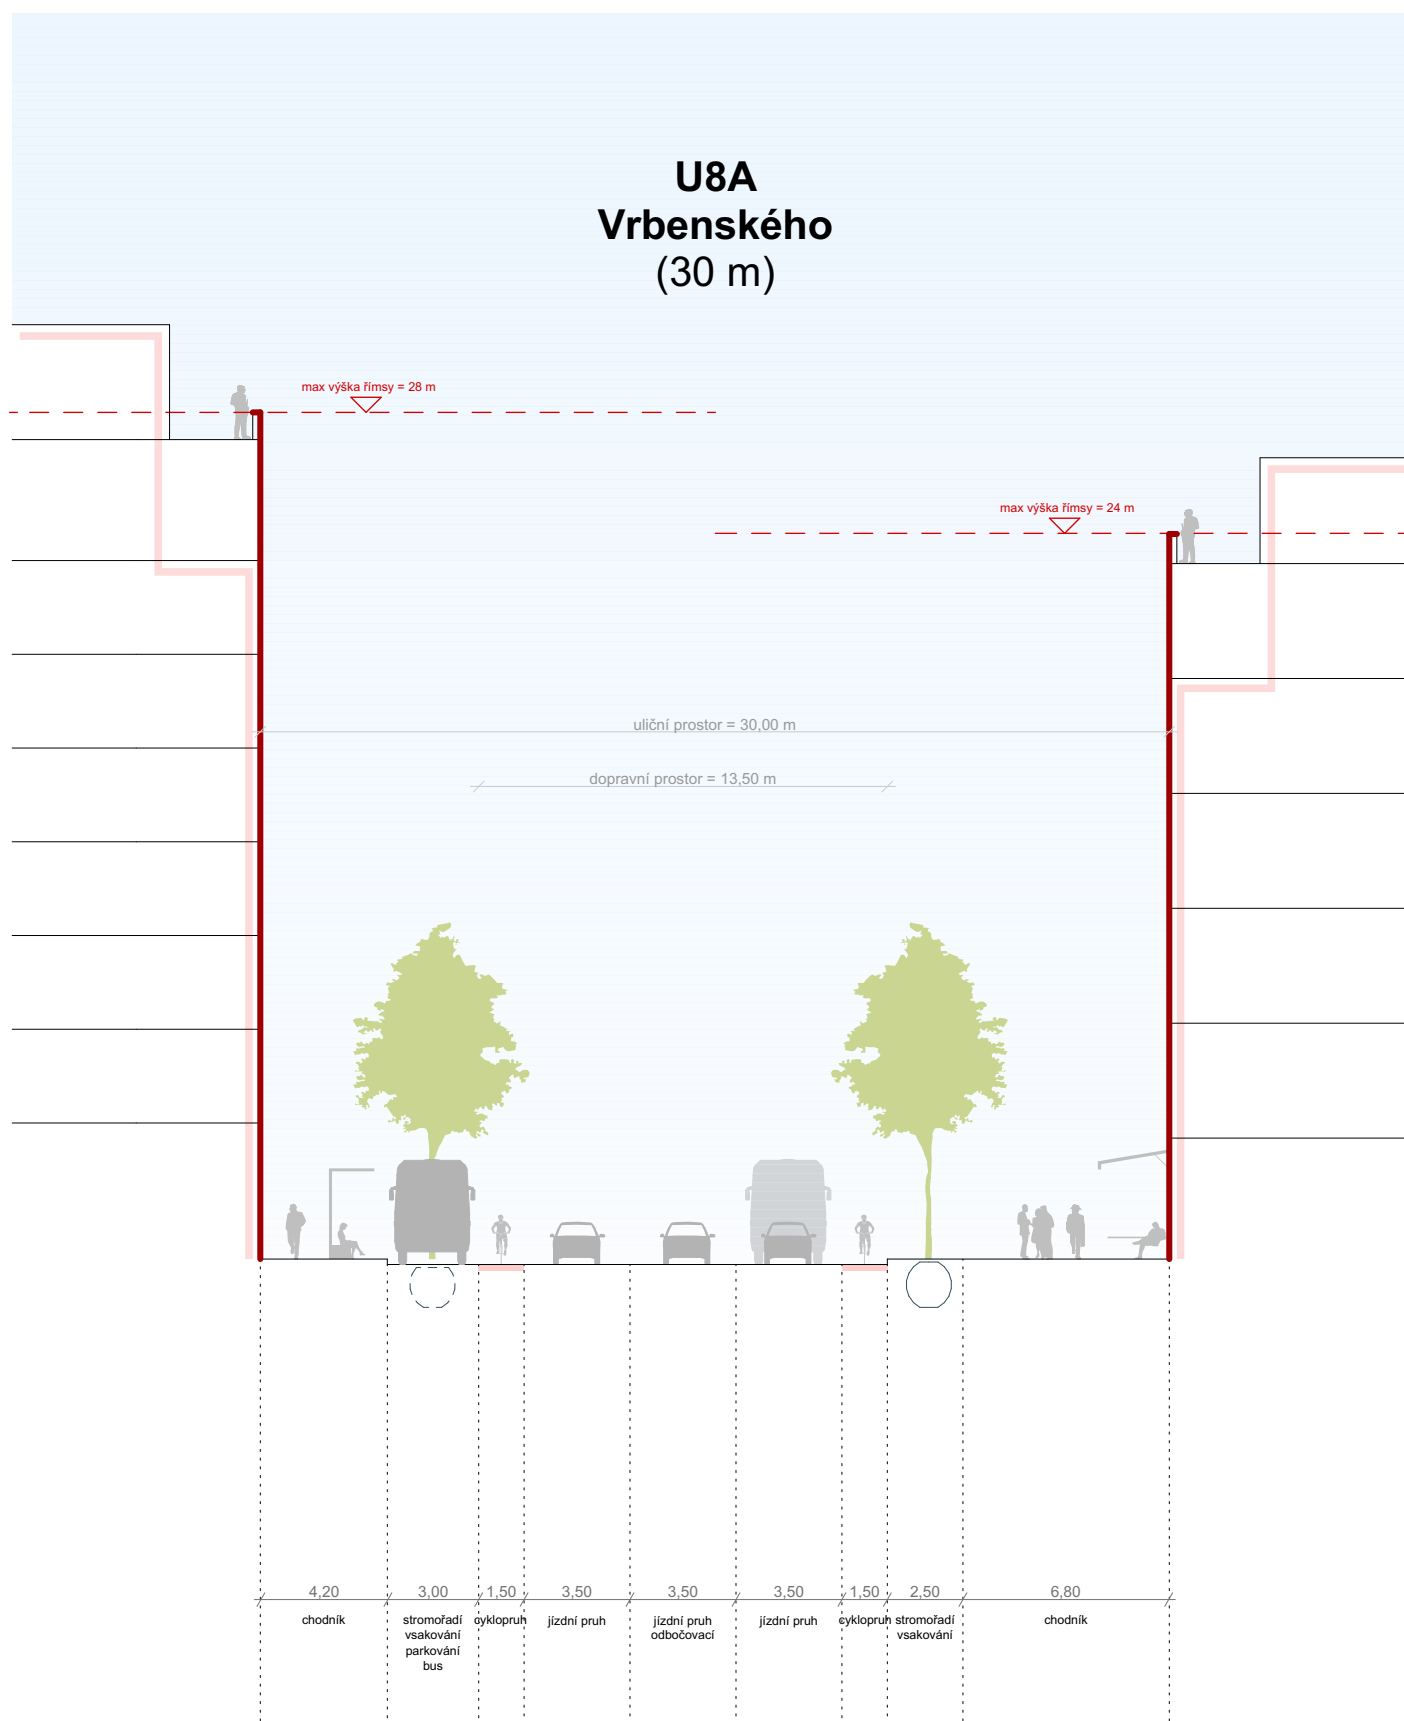 U8A
Vrbenského
(30 m)
max výška římsy = 28 m
max výška římsy = 24 m
uliční prostor = 30,00 m
dopravní prostor = 13,50 m
4,20
3,00
1,50
3,50
3,50
3,50
1,50
2,50
6,80
chodník
stromořadí
vsakování
parkování
bus
cyklopruh
jízdní pruh
jízdní pruh
odbočovací
jízdní pruh
cyklopruh
stromořadí
vsakování
chodník